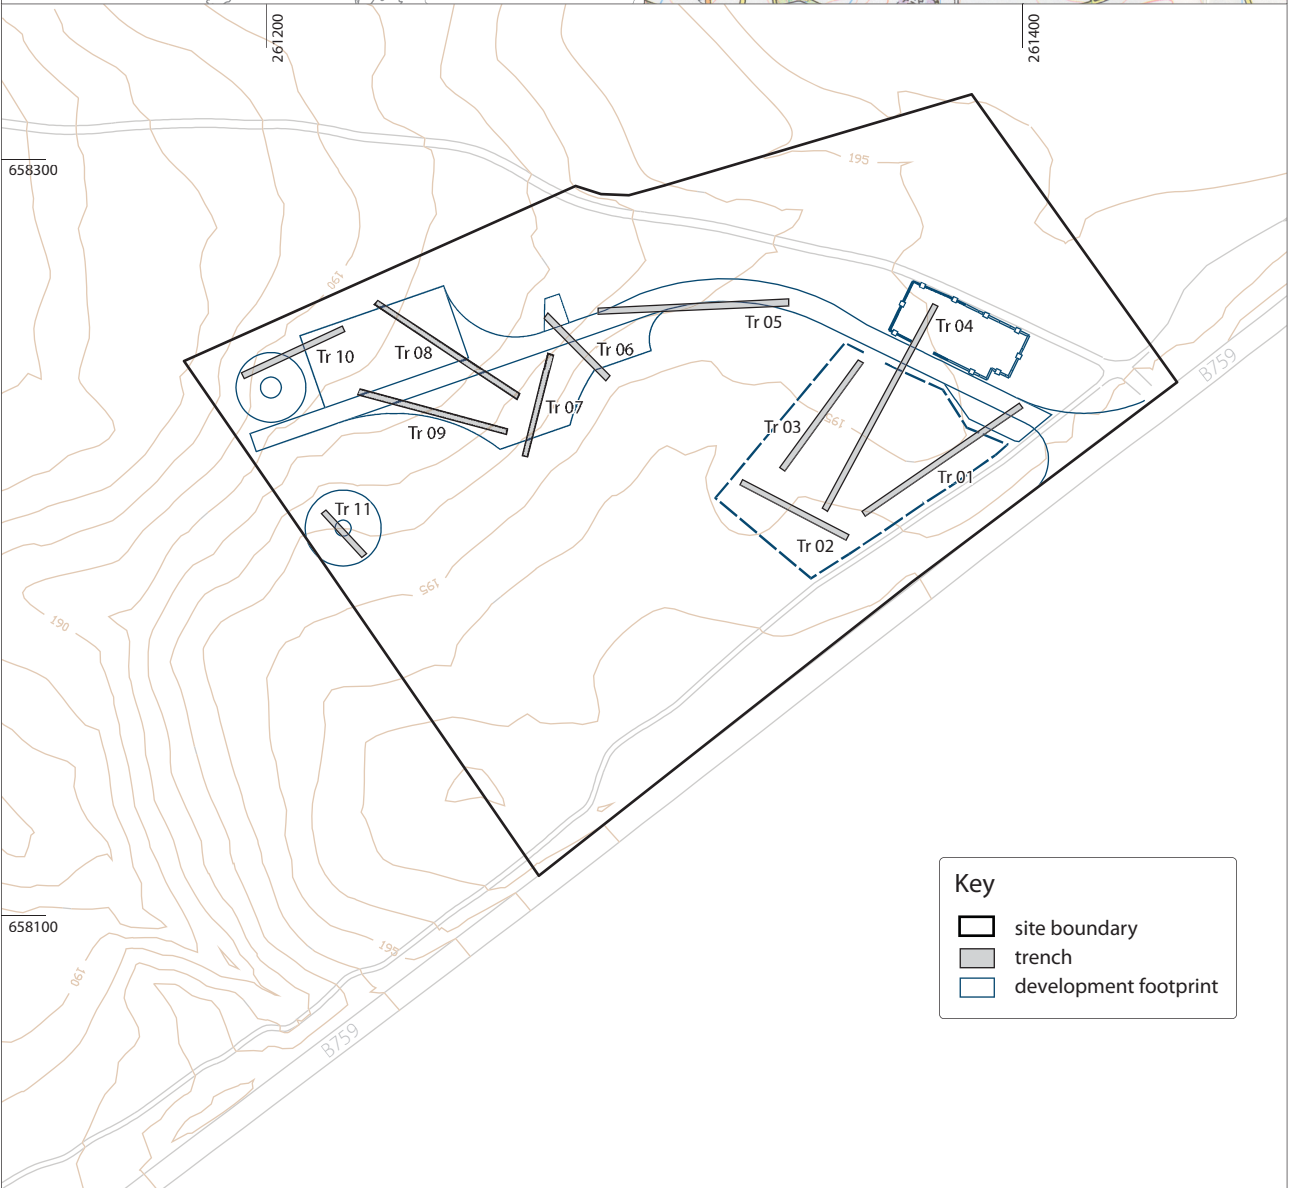 261200
261400
658300
195
190
B759
Tr 04
Tr 05
Tr 10
Tr 08
Tr 06
Tr 07
Tr 03
195
Tr 09
Tr 01
Tr 11
Tr 02
195
190
Key
site boundary
trench
development footprint
658100
195
190
B759